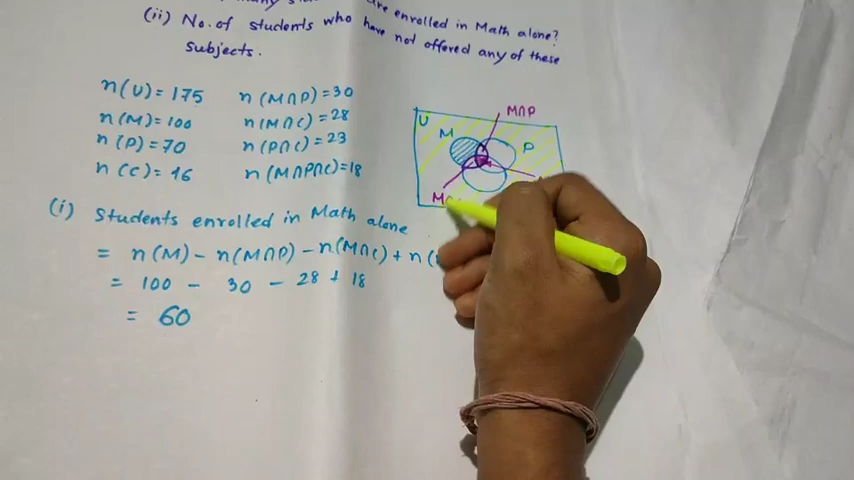 are enrolled in Math alone?
(ii) No. of students who have not offered any of these
subjects.
n(U) = 175 n(M∩P) = 30
n(M) = 100 n(M∩C) = 28
n(P) = 70 n(P∩C) = 23
n(C) = 46 n(M∩P∩C) = 18
M∩P
U
M
P
(i) Students enrolled in Math alone
= n(M) - n(M∩P) - n(M∩C) + n(
= 100 - 30 - 28 + 18
= 60